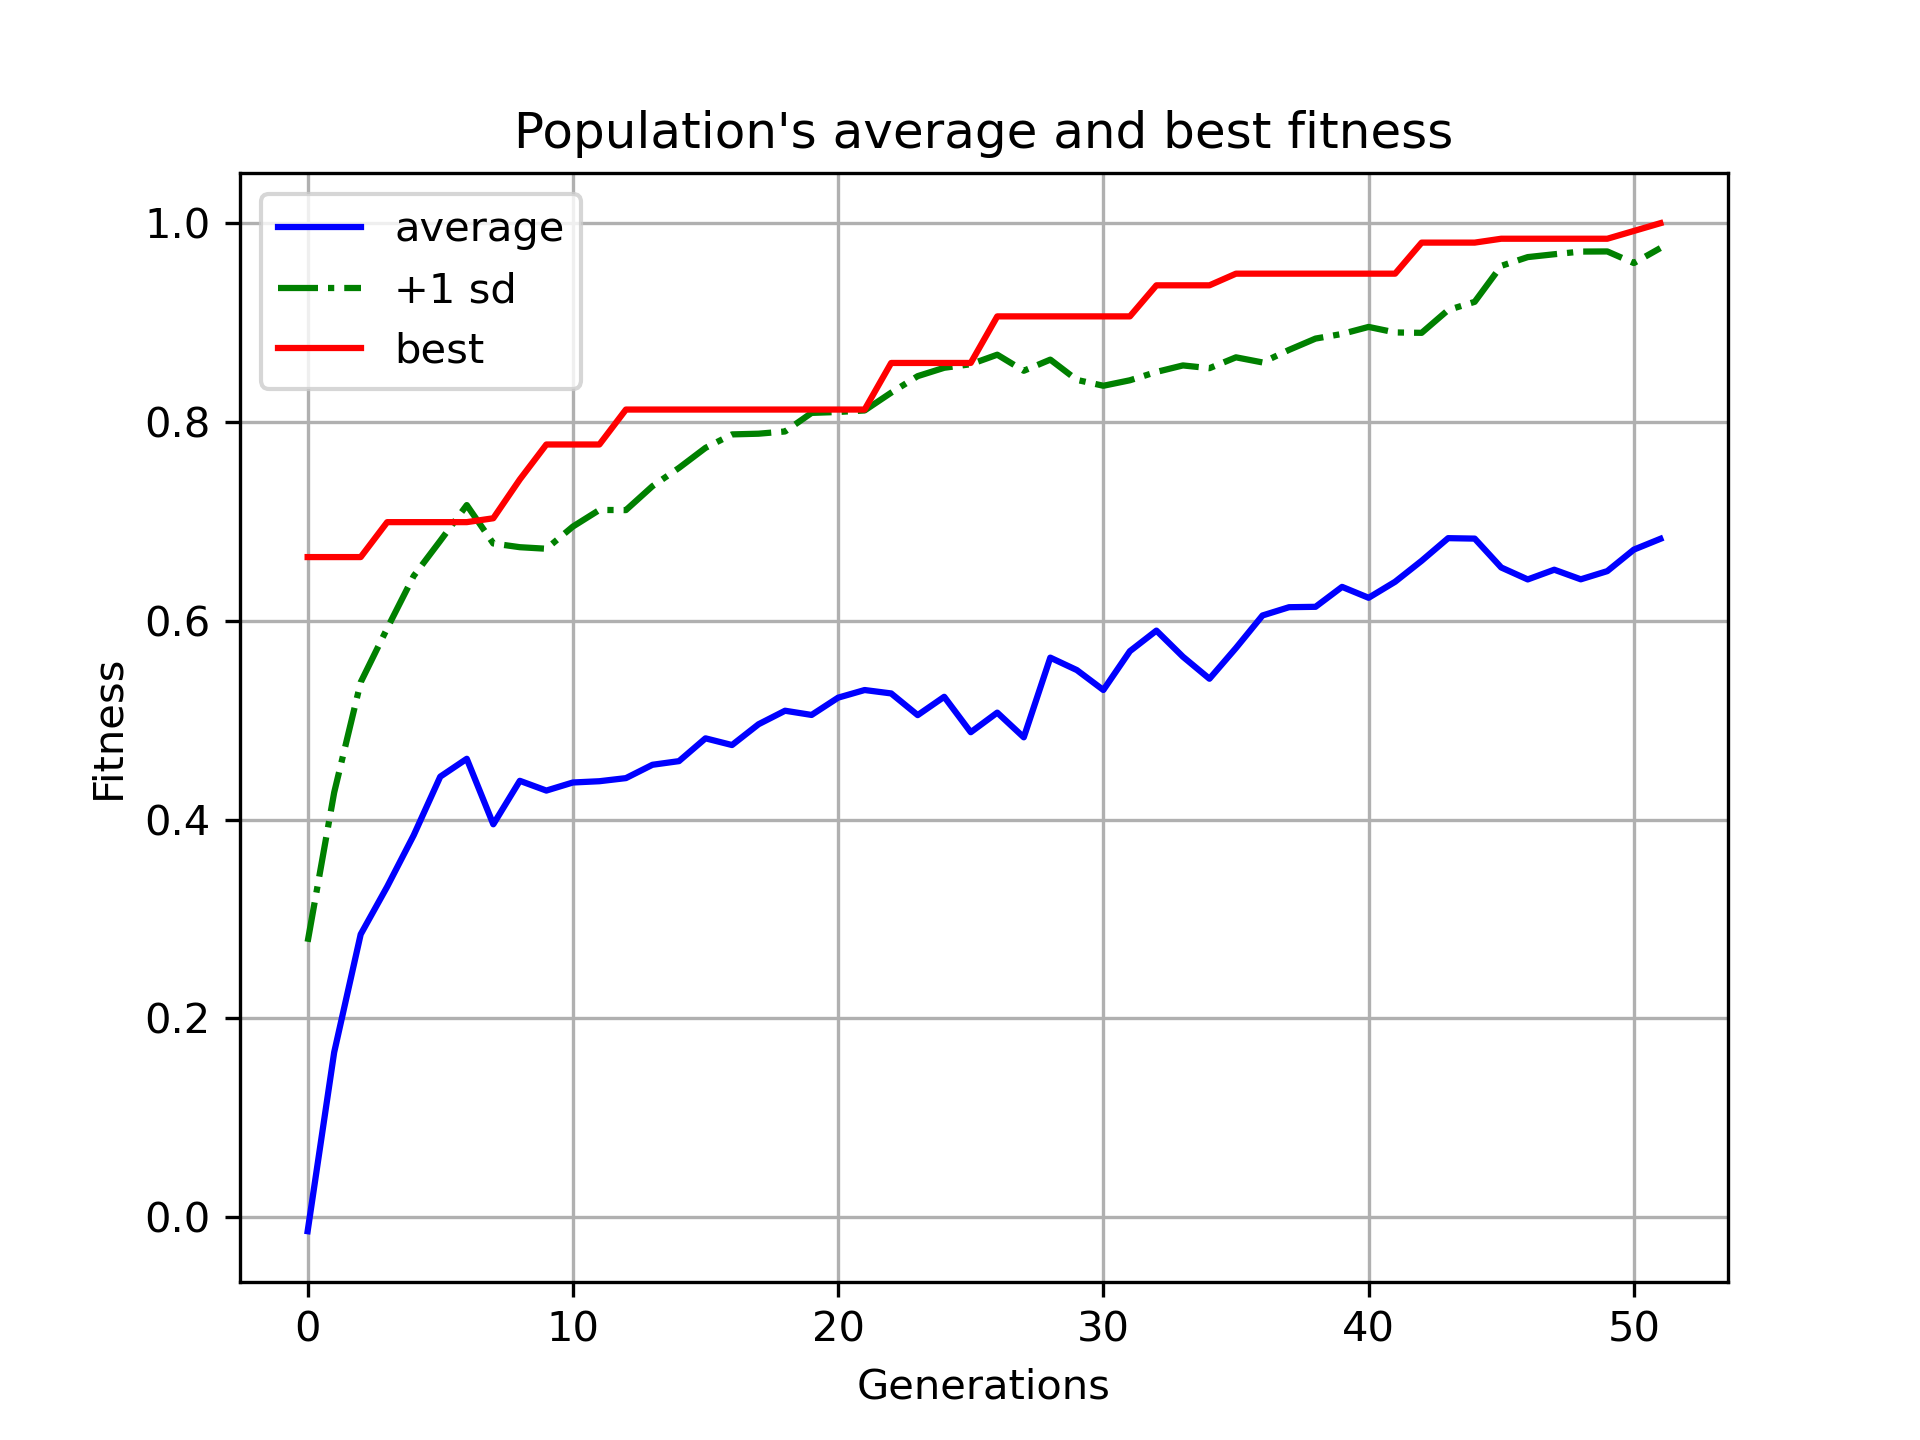 Population's average and best fitness
average
+1 sd
best
1.0
0.8
0.6
0.4
0.2
0.0
Fitness
0 10 20 30 40 50
Generations